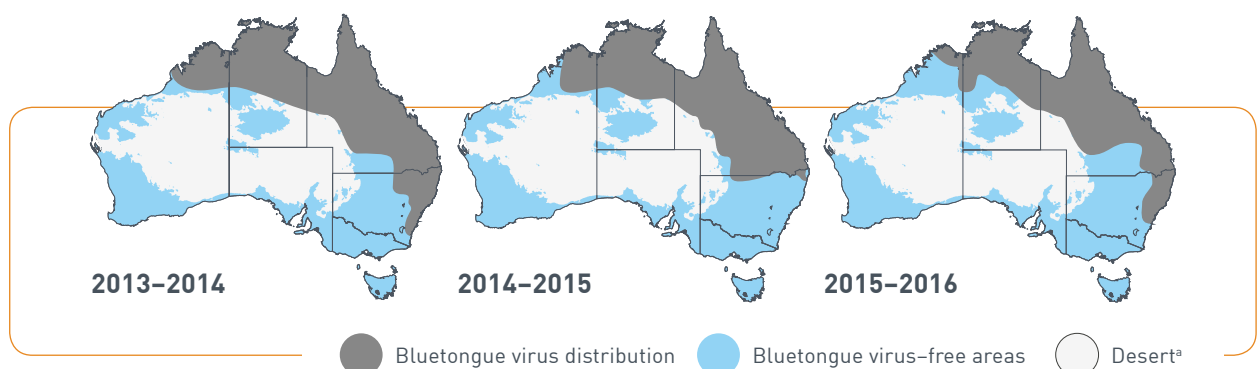 2013–2014
2014–2015
2015–2016
Bluetongue virus distribution
Bluetongue virus–free areas
Desertª